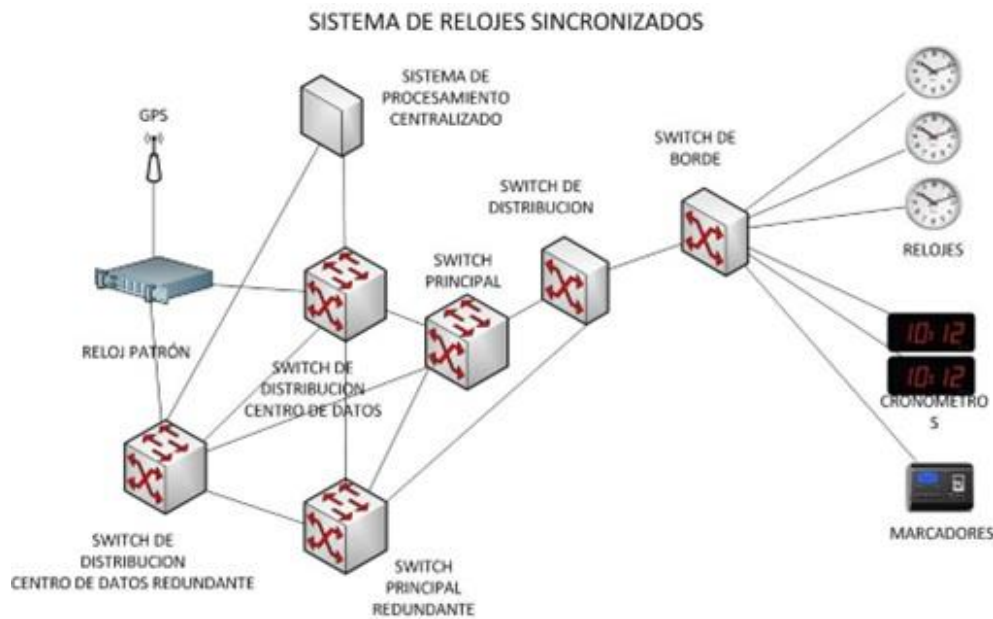 SISTEMA DE RELOJES SINCRONIZADOS
SISTEMA DE
PROCESAMIENTO
CENTRALIZADO
GPS
SWITCH DE
BORDE
SWITCH DE
DISTRIBUCION
SWITCH
PRINCIPAL
RELOJES
RELOJ PATRÓN
SWITCH DE
DISTRIBUCION
CENTRO DE DATOS
10:12
10:12
CRONOMETRO
S
SWITCH DE
DISTRIBUCION
CENTRO DE DATOS REDUNDANTE
SWITCH
PRINCIPAL
REDUNDANTE
MARCADORES